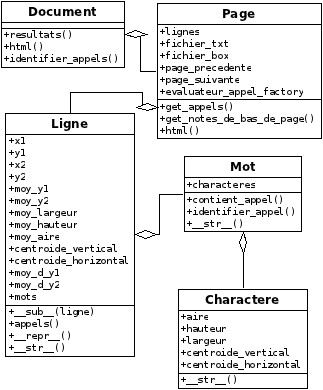 Document
+resultats()
+html()
+identifier_appels()
Page
+lignes
+fichier_txt
+fichier_box
+page_precedente
+page_suivante
+evaluateur_appel_factory
+get_appels()
+get_notes_de_bas_de_page()
+html()
Ligne
+x1
+y1
+x2
+y2
+moy_y1
+moy_y2
+moy_largeur
+moy_hauteur
+moy_aire
+centroide_vertical
+centroide_horizontal
+moy_d_y1
+moy_d_y2
+mots
+__sub__(ligne)
+appels()
+__repr__()
+__str__()
Mot
+characteres
+contient_appel()
+identifier_appel()
+__str__()
Charactere
+aire
+hauteur
+largeur
+centroide_vertical
+centroide_horizontal
+__str__()